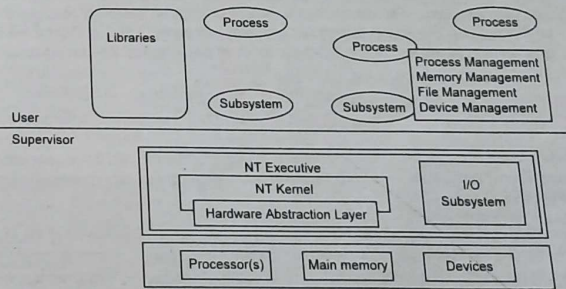 Libraries
Process
Process
Process
Process Management
Memory Management
File Management
Device Management
Subsystem
Subsystem
User
Supervisor
NT Executive
NT Kernel
Hardware Abstraction Layer
I/O
Subsystem
Processor(s)
Main memory
Devices